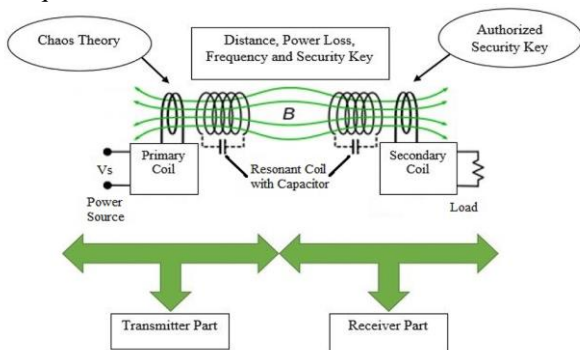 Chaos Theory
Distance, Power Loss,
Frequency and Security Key
Authorized
Security Key
B
Primary
Coil
Vs
Power
Source
Resonant Coil
with Capacitor
Secondary
Coil
Load
Transmitter Part
Receiver Part